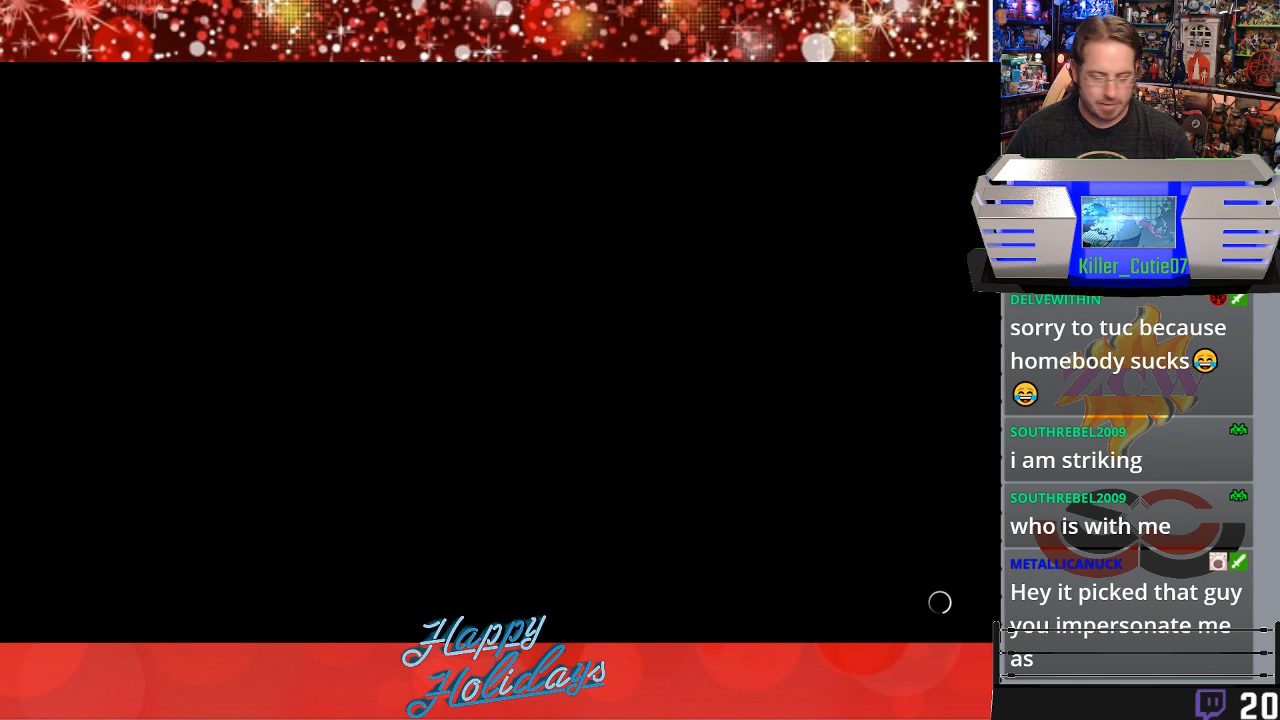 Killer_Cutie07
DELVEWITHIN
sorry to tuc because
homebody sucks😂
😂
SOUTHREBEL2009
i am striking
SOUTHREBEL2009
who is with me
METALLICANUCK
Hey it picked that guy
you impersonate me
as
Happy
Holidays
20